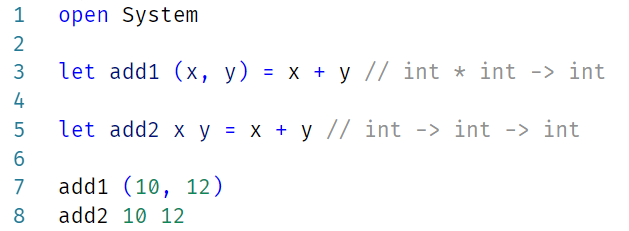 1 open System
2
3 let add1 (x, y) = x + y // int * int -> int
4
5 let add2 x y = x + y // int -> int -> int
6
7 add1 (10, 12)
8 add2 10 12